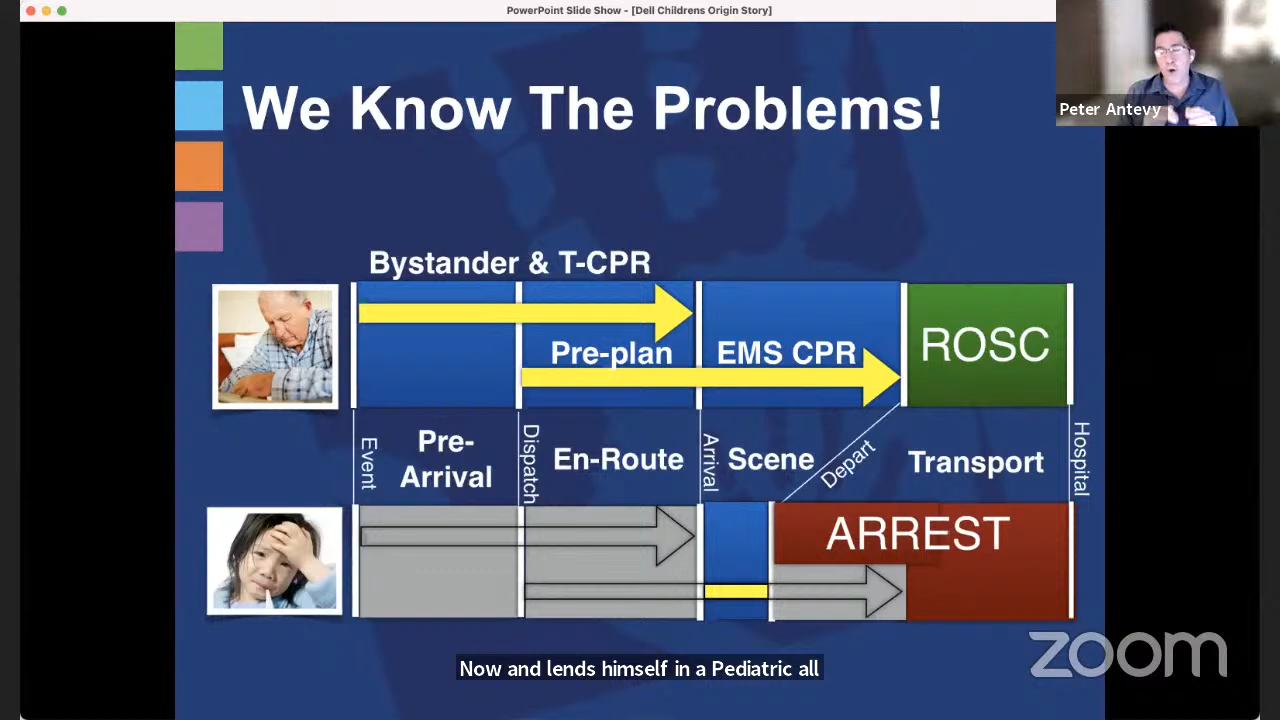 PowerPoint Slide Show - [Dell Childrens Origin Story]
Peter Antevy
We Know The Problems!
Bystander & T-CPR
Pre-plan
EMS CPR
ROSC
Event
Pre-
Arrival
Dispatch
En-Route
Arrival
Scene
Depart
Transport
Hospital
ARREST
Now and lends himself in a Pediatric all
zoom